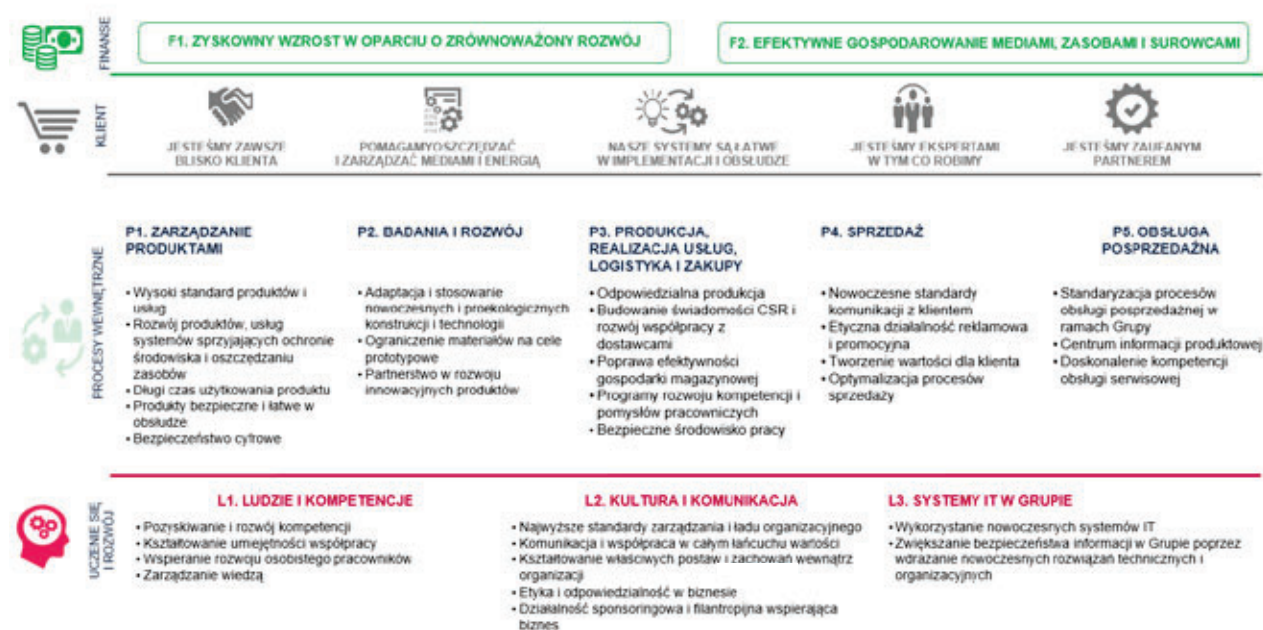 FINANSE
F1. ZYSKOWNY WZROST W OPARCIU O ZRÓWNOWAŻONY ROZWÓJ
F2. EFEKTYWNE GOSPODAROWANIE MEDIAMI, ZASOBAMI I SUROWCAMI
KLIENT
JESTEŚMY ZAWSZE
BLISKO KLIENTA
POMAGAMY OSZCZĘDZAĆ
I ZARZĄDZAĆ MEDIAMI I ENERGIĄ
NASZE SYSTEMY SĄ ŁATWE
W IMPLEMENTACJI I OBSŁUDZE
JESTEŚMY EKSPERTAMI
W TYM CO ROBIMY
JESTEŚMY ZAUFANYM
PARTNEREM
PROCESY WEWNĘTRZNE
P1. ZARZĄDZANIE
PRODUKTAMI
• Wysoki standard produktów i
usług
• Rozwój produktów, usług
systemów sprzyjających ochronie
środowiska i oszczędzaniu
zasobów
• Długi czas użytkowania produktu
• Produkty bezpieczne i łatwe w
obsłudze
• Bezpieczeństwo cyfrowe
P2. BADANIA I ROZWÓJ
• Adaptacja i stosowanie
nowoczesnych i proekologicznych
konstrukcji i technologii
• Ograniczenie materiałów na cele
prototypowe
• Partnerstwo w rozwoju
innowacyjnych produktów
P3. PRODUKCJA,
REALIZACJA USŁUG,
LOGISTYKA I ZAKUPY
• Odpowiedzialna produkcja
• Budowanie świadomości CSR i
rozwój współpracy z
dostawcami
• Poprawa efektywności
gospodarki magazynowej
• Programy rozwoju kompetencji i
pomysłów pracowniczych
• Bezpieczne środowisko pracy
P4. SPRZEDAŻ
• Nowoczesne standardy
komunikacji z klientem
• Etyczna działalność reklamowa
i promocyjna
• Tworzenie wartości dla klienta
• Optymalizacja procesów
sprzedaży
P5. OBSŁUGA
POSPRZEDAŻNA
• Standaryzacja procesów
obsługi posprzedażnej w
ramach Grupy
• Centrum informacji produktowej
• Doskonalenie kompetencji
obsługi serwisowej
UCZENIE SIĘ
I ROZWÓJ
L1. LUDZIE I KOMPETENCJE
• Pozyskiwanie i rozwój kompetencji
• Kształtowanie umiejętności współpracy
• Wspieranie rozwoju osobistego pracowników
• Zarządzanie wiedzą
L2. KULTURA I KOMUNIKACJA
• Najwyższe standardy zarządzania i ładu organizacyjnego
• Komunikacja i współpraca w całym łańcuchu wartości
• Kształtowanie właściwych postaw i zachowań wewnątrz
organizacji
• Etyka i odpowiedzialność w biznesie
• Działalność sponsoringowa i filantropijna wspierająca
biznes
L3. SYSTEMY IT W GRUPIE
• Wykorzystanie nowoczesnych systemów IT
• Zwiększanie bezpieczeństwa informacji w Grupie poprzez
wdrażanie nowoczesnych rozwiązań technicznych i
organizacyjnych